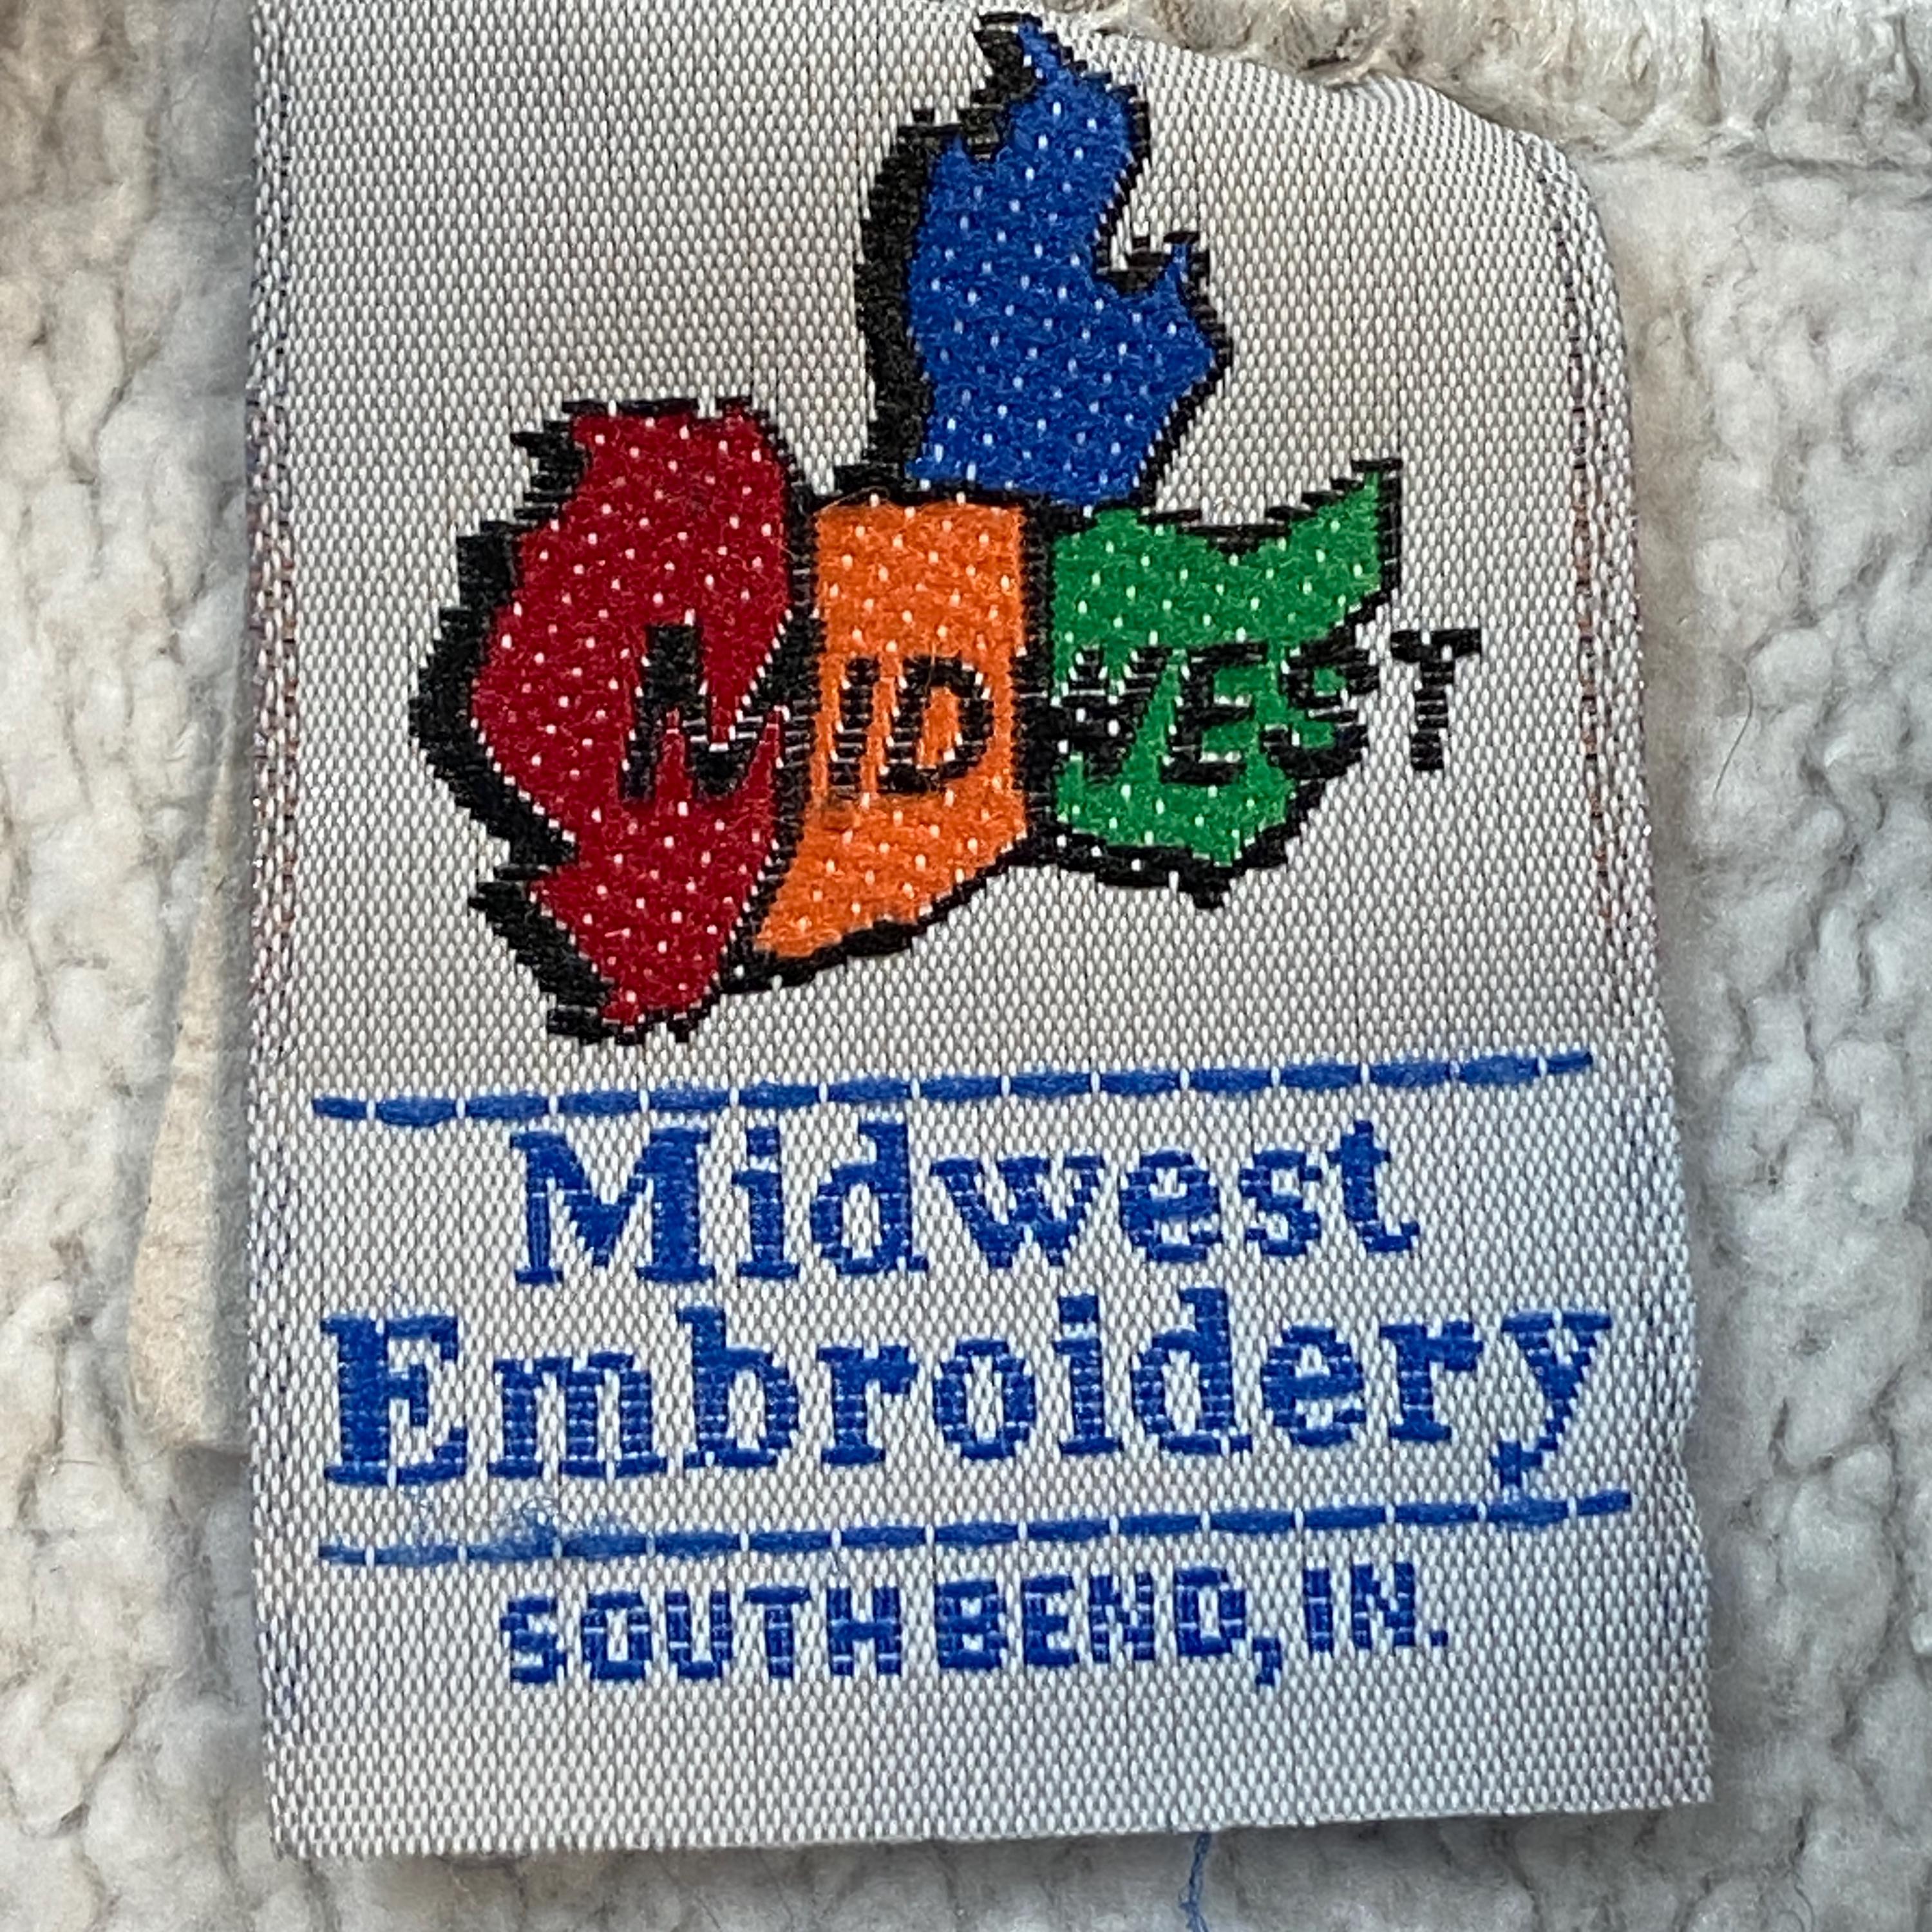 MIDWEST
Midwest
Embroidery
SOUTH BEND, IN.